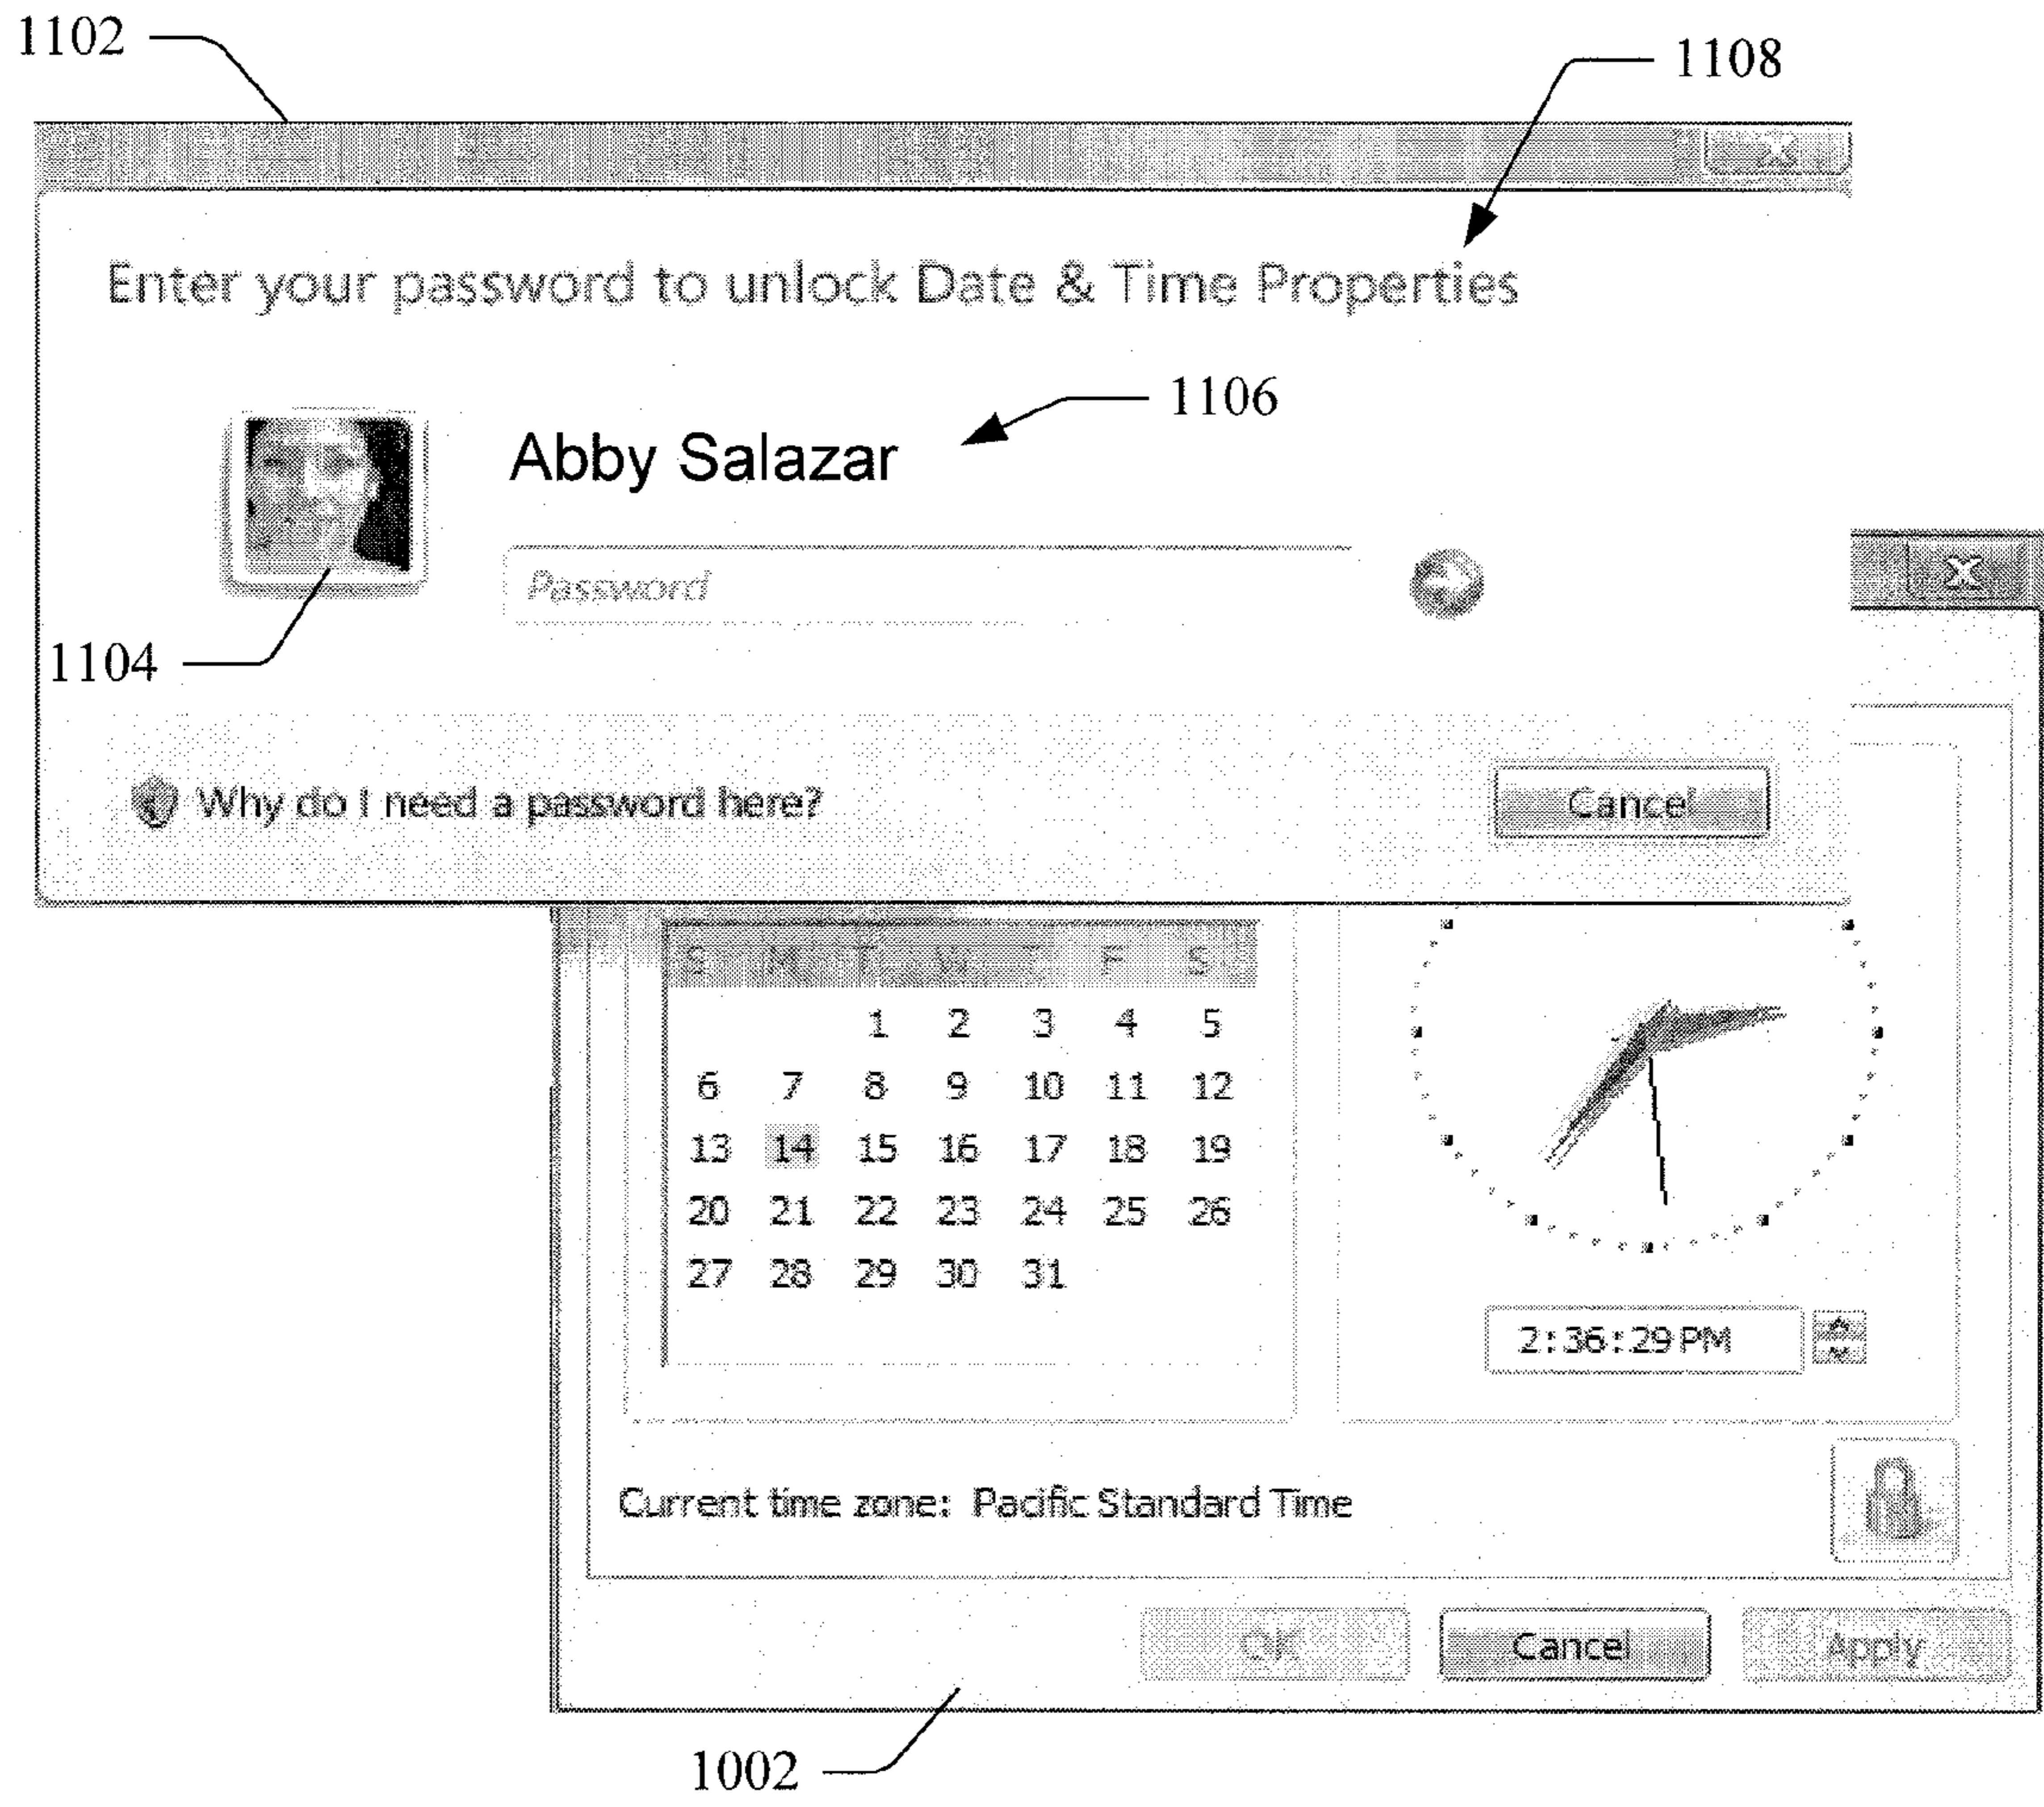 1102
1108
Enter your password to unlock Date & Time Properties
1106
Abby Salazar
Password
1104
Why do I need a password here?
Cancel
S M T W T F S
1 2 3 4 5
6 7 8 9 10 11 12
13 14 15 16 17 18 19
20 21 22 23 24 25 26
27 28 29 30 31
2:36:29 PM
Current time zone: Pacific Standard Time
OK Cancel Apply
1002